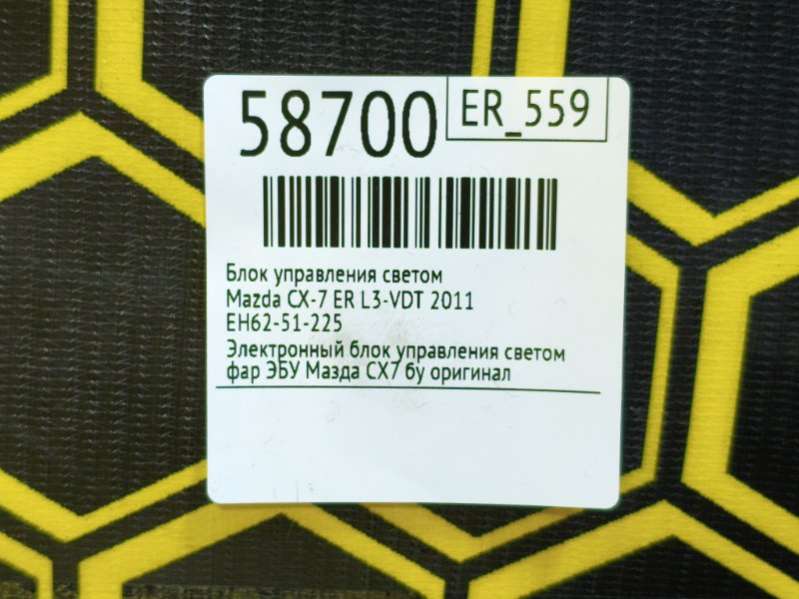 58700
ER_559
Блок управления светом
Mazda CX-7 ER L3-VDT 2011
EH62-51-225
Электронный блок управления светом
фар ЭБУ Мазда СХ7 бу оригинал